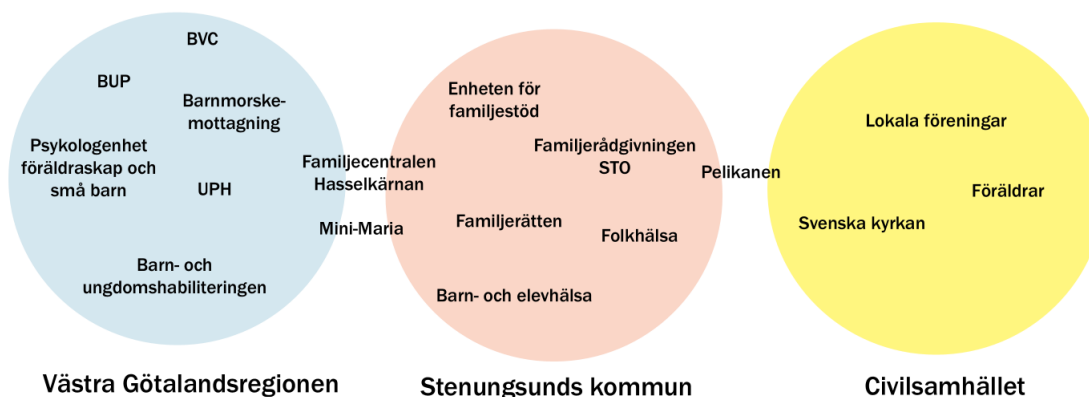 BVC
BUP
Barnmorske-
mottagning
Psykologenhet
föräldraskap och
små barn
UPH
Barn- och
ungdomshabiliteringen
Familjecentralen
Hasselkärnan
Mini-Maria
Enheten för
familjestöd
Familjerådgivningen
STO
Familjerätten
Folkhälsa
Barn- och elevhälsa
Pelikanen
Lokala föreningar
Föräldrar
Svenska kyrkan
Västra Götalandsregionen
Stenungsunds kommun
Civilsamhället